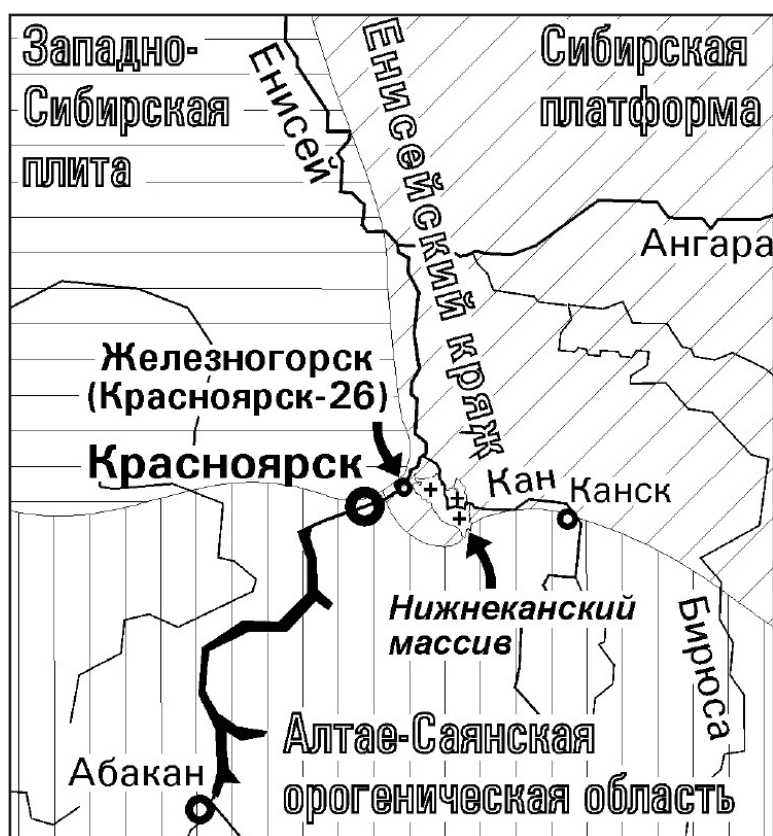 Западно-
Сибирская
плита
Енисей
Енисейский кряж
Сибирская
платформа
Ангара
Железногорск
(Красноярск-26)
Красноярск
Кан
Канск
Нижнеканский
массив
Бирюса
Алтае-Саянская
орогеническая область
Абакан